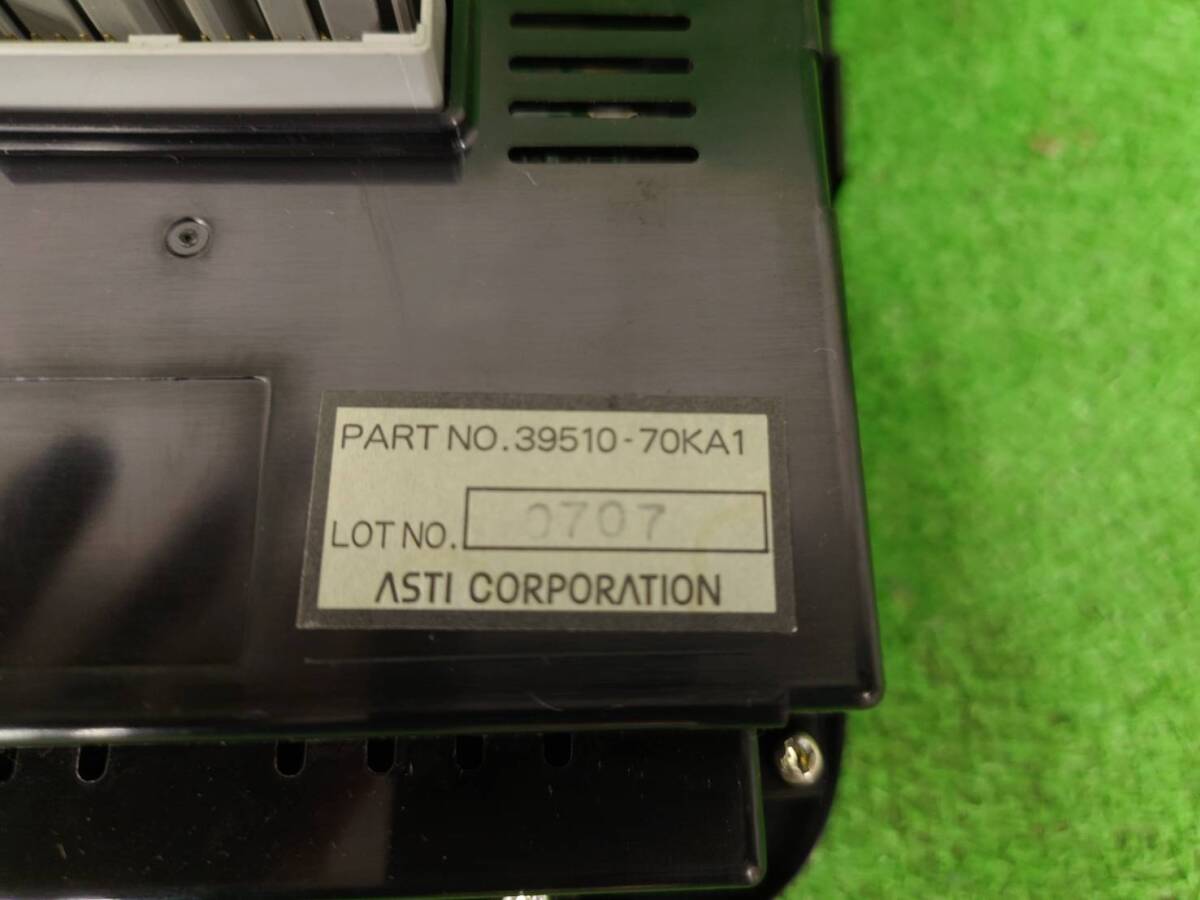 PART NO. 39510-70KA1
LOT NO. 0707
ASTI CORPORATION